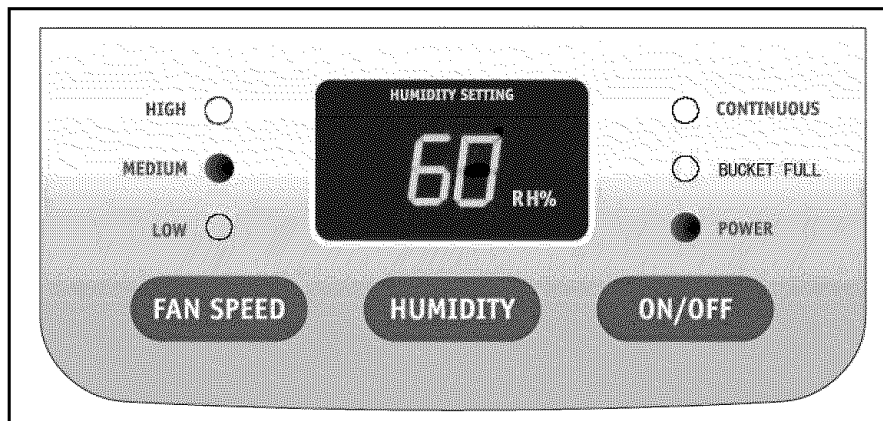 HUMIDITY SETTING
HIGH
CONTINUOUS
60 RH%
MEDIUM
BUCKET FULL
LOW
POWER
FAN SPEED
HUMIDITY
ON/OFF